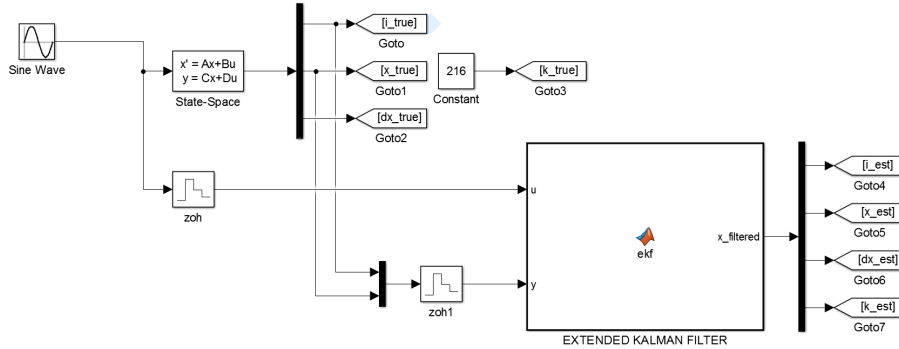 [i_true]
Goto
Sine Wave
x' = Ax+Bu
y = Cx+Du
State-Space
[x_true]
Goto1
216
Constant
[k_true]
Goto3
[dx_true]
Goto2
zoh
u
y
ekf
x_filtered
EXTENDED KALMAN FILTER
zoh1
[i_est]
Goto4
[x_est]
Goto5
[dx_est]
Goto6
[k_est]
Goto7